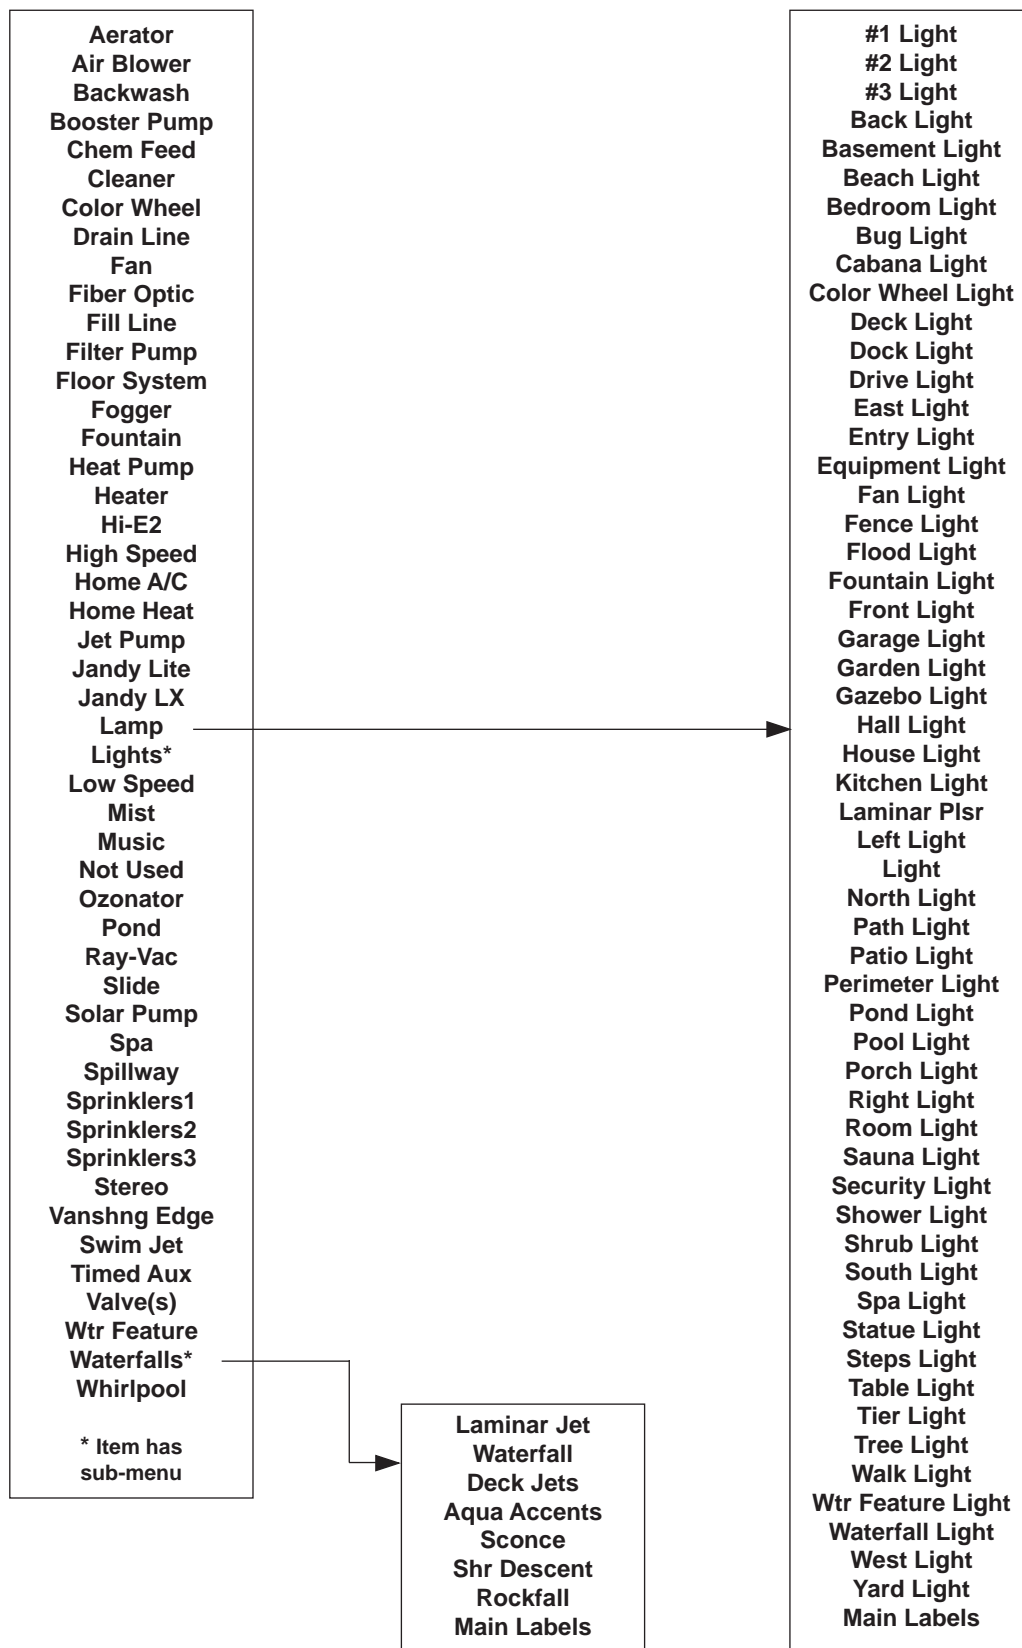 Aerator
Air Blower
Backwash
Booster Pump
Chem Feed
Cleaner
Color Wheel
Drain Line
Fan
Fiber Optic
Fill Line
Filter Pump
Floor System
Fogger
Fountain
Heat Pump
Heater
Hi-E2
High Speed
Home A/C
Home Heat
Jet Pump
Jandy Lite
Jandy LX
Lamp
Lights*
Low Speed
Mist
Music
Not Used
Ozonator
Pond
Ray-Vac
Slide
Solar Pump
Spa
Spillway
Sprinklers1
Sprinklers2
Sprinklers3
Stereo
Vanshng Edge
Swim Jet
Timed Aux
Valve(s)
Wtr Feature
Waterfalls*
Whirlpool
* Item has
sub-menu
Laminar Jet
Waterfall
Deck Jets
Aqua Accents
Sconce
Shr Descent
Rockfall
Main Labels
#1 Light
#2 Light
#3 Light
Back Light
Basement Light
Beach Light
Bedroom Light
Bug Light
Cabana Light
Color Wheel Light
Deck Light
Dock Light
Drive Light
East Light
Entry Light
Equipment Light
Fan Light
Fence Light
Flood Light
Fountain Light
Front Light
Garage Light
Garden Light
Gazebo Light
Hall Light
House Light
Kitchen Light
Laminar Plsr
Left Light
Light
North Light
Path Light
Patio Light
Perimeter Light
Pond Light
Pool Light
Porch Light
Right Light
Room Light
Sauna Light
Security Light
Shower Light
Shrub Light
South Light
Spa Light
Statue Light
Steps Light
Table Light
Tier Light
Tree Light
Walk Light
Wtr Feature Light
Waterfall Light
West Light
Yard Light
Main Labels